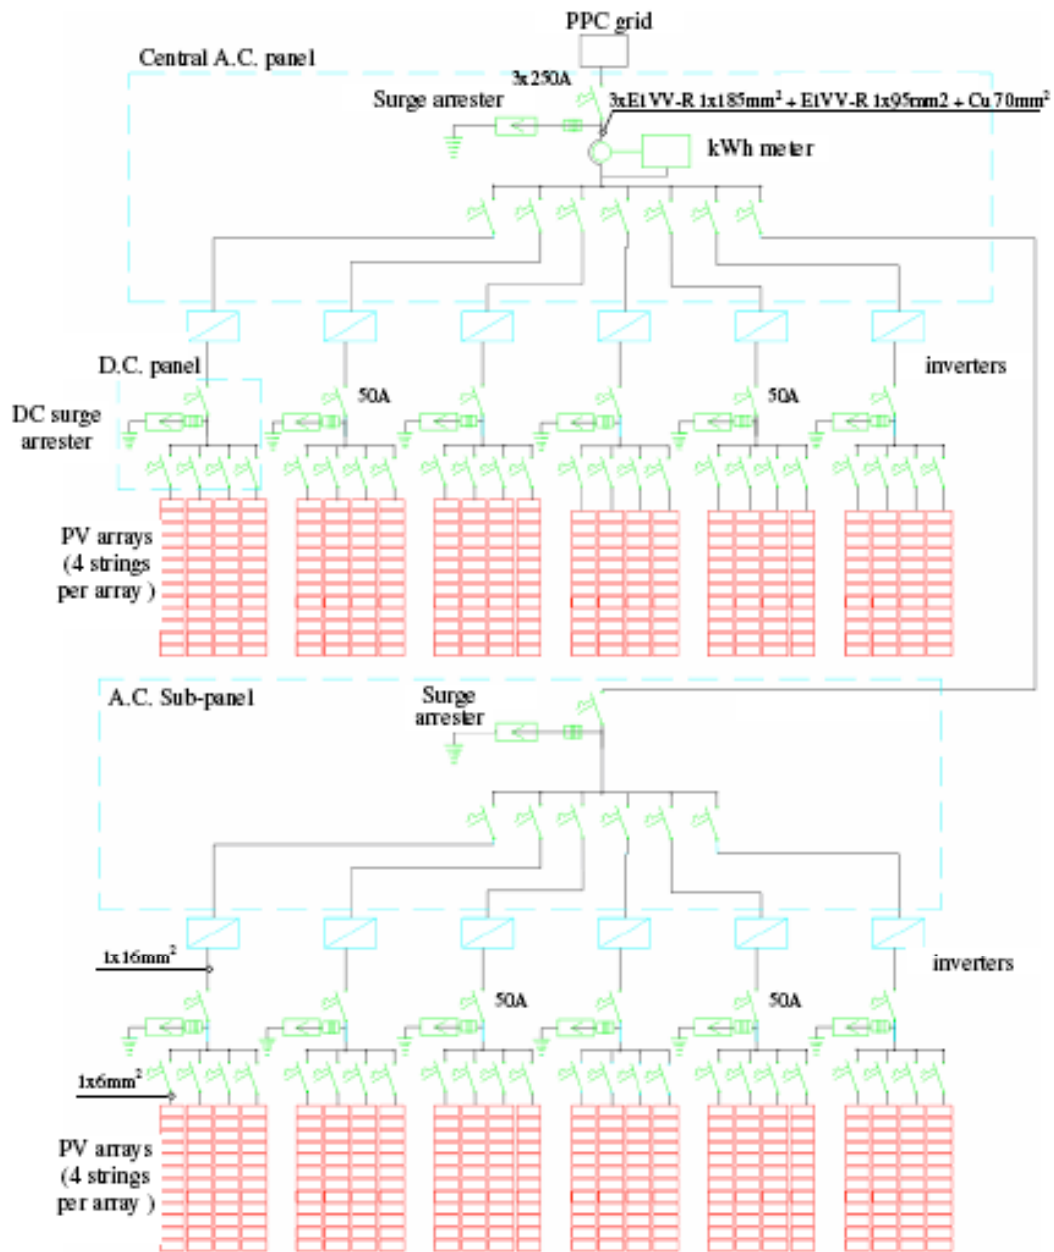 PPC grid
Central A.C. panel
3x250A
Surge arrester
3xE1VV-R 1x185mm² + E1VV-R 1x95mm2 + Cu 70mm²
kWh meter
D.C. panel
inverters
50A
50A
DC surge
arrester
PV arrays
(4 strings
per array )
A.C. Sub-panel
Surge
arrester
1x16mm²
inverters
50A
50A
1x6mm²
PV arrays
(4 strings
per array )